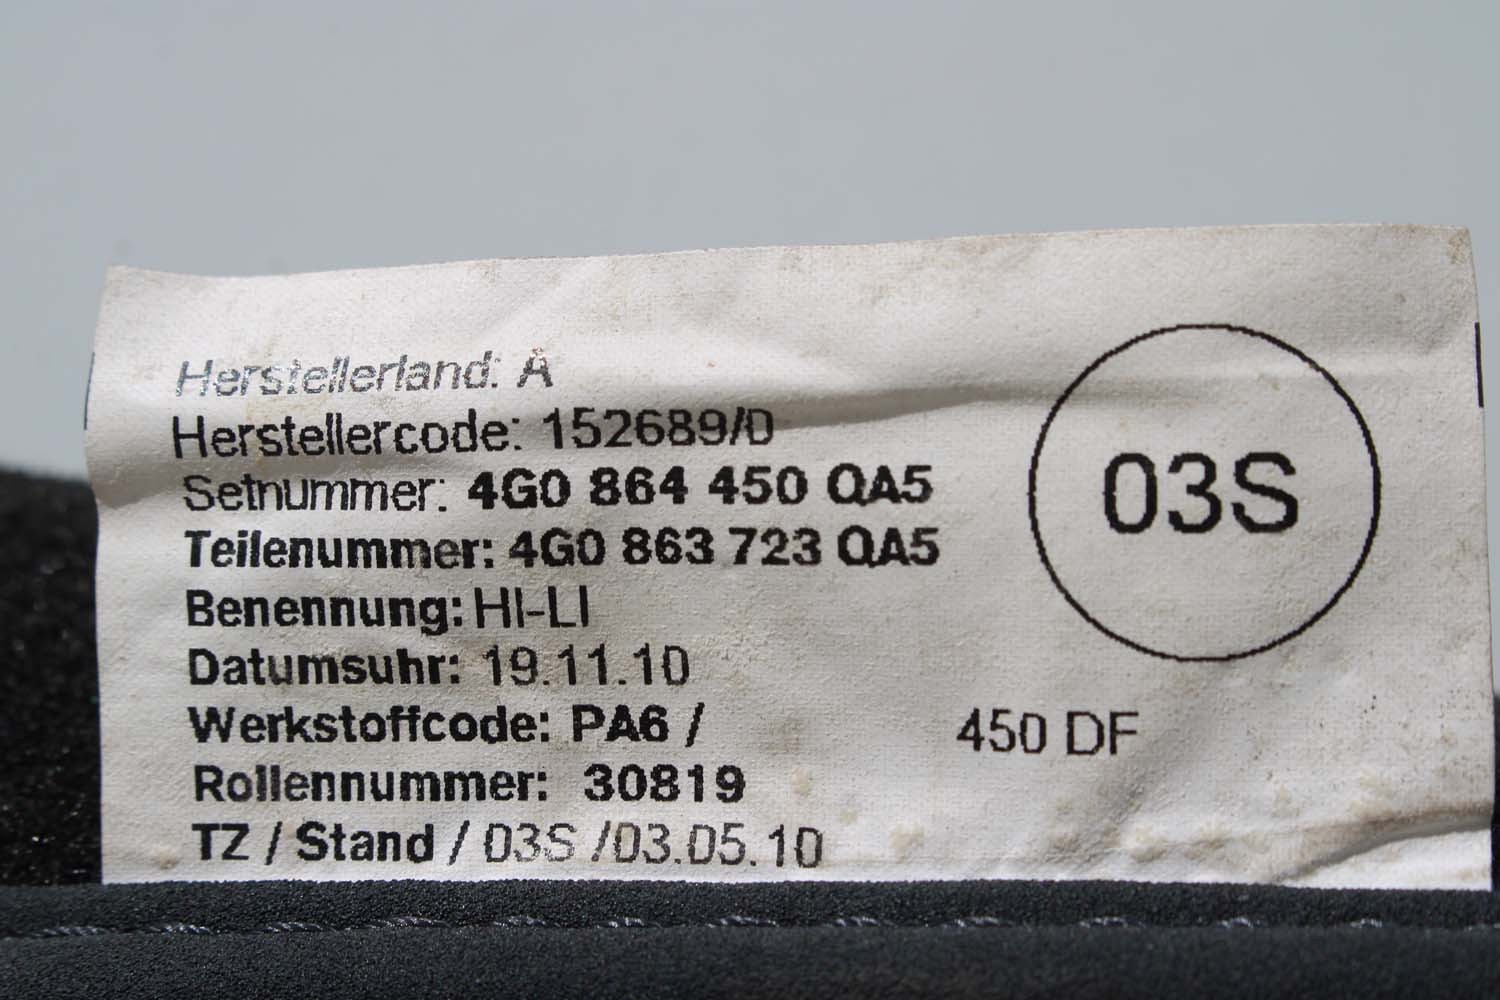 Herstellerland: A
Herstellercode: 152689/0
Setnummer: 4G0 864 450 QA5
Teilenummer: 4G0 863 723 QA5
Benennung: HI-LI
Datumsuhr: 19.11.10
Werkstoffcode: PA6 / 450 DF
Rollennummer: 30819
TZ / Stand / 03S /03.05.10
03S